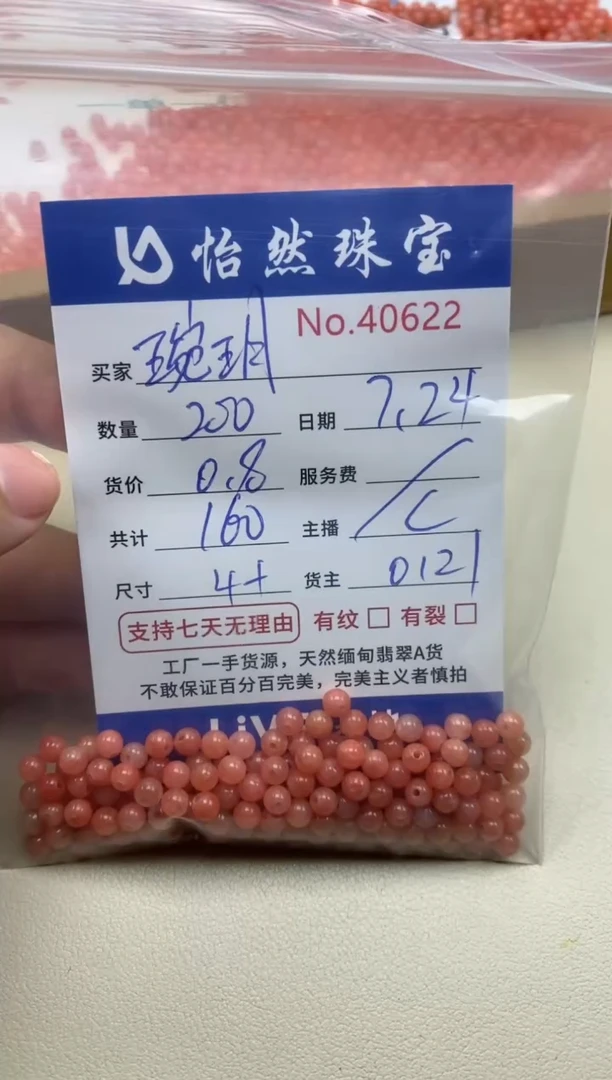 怡然珠宝
No.40622
买家 琬玥
数量 200 日期 7.24
货价 0.8 服务费 /
共计 160 主播 C
尺寸 4+ 货主 0121
支持七天无理由 有纹 □ 有裂 □
工厂一手货源，天然缅甸翡翠A货
不敢保证百分百完美，完美主义者慎拍